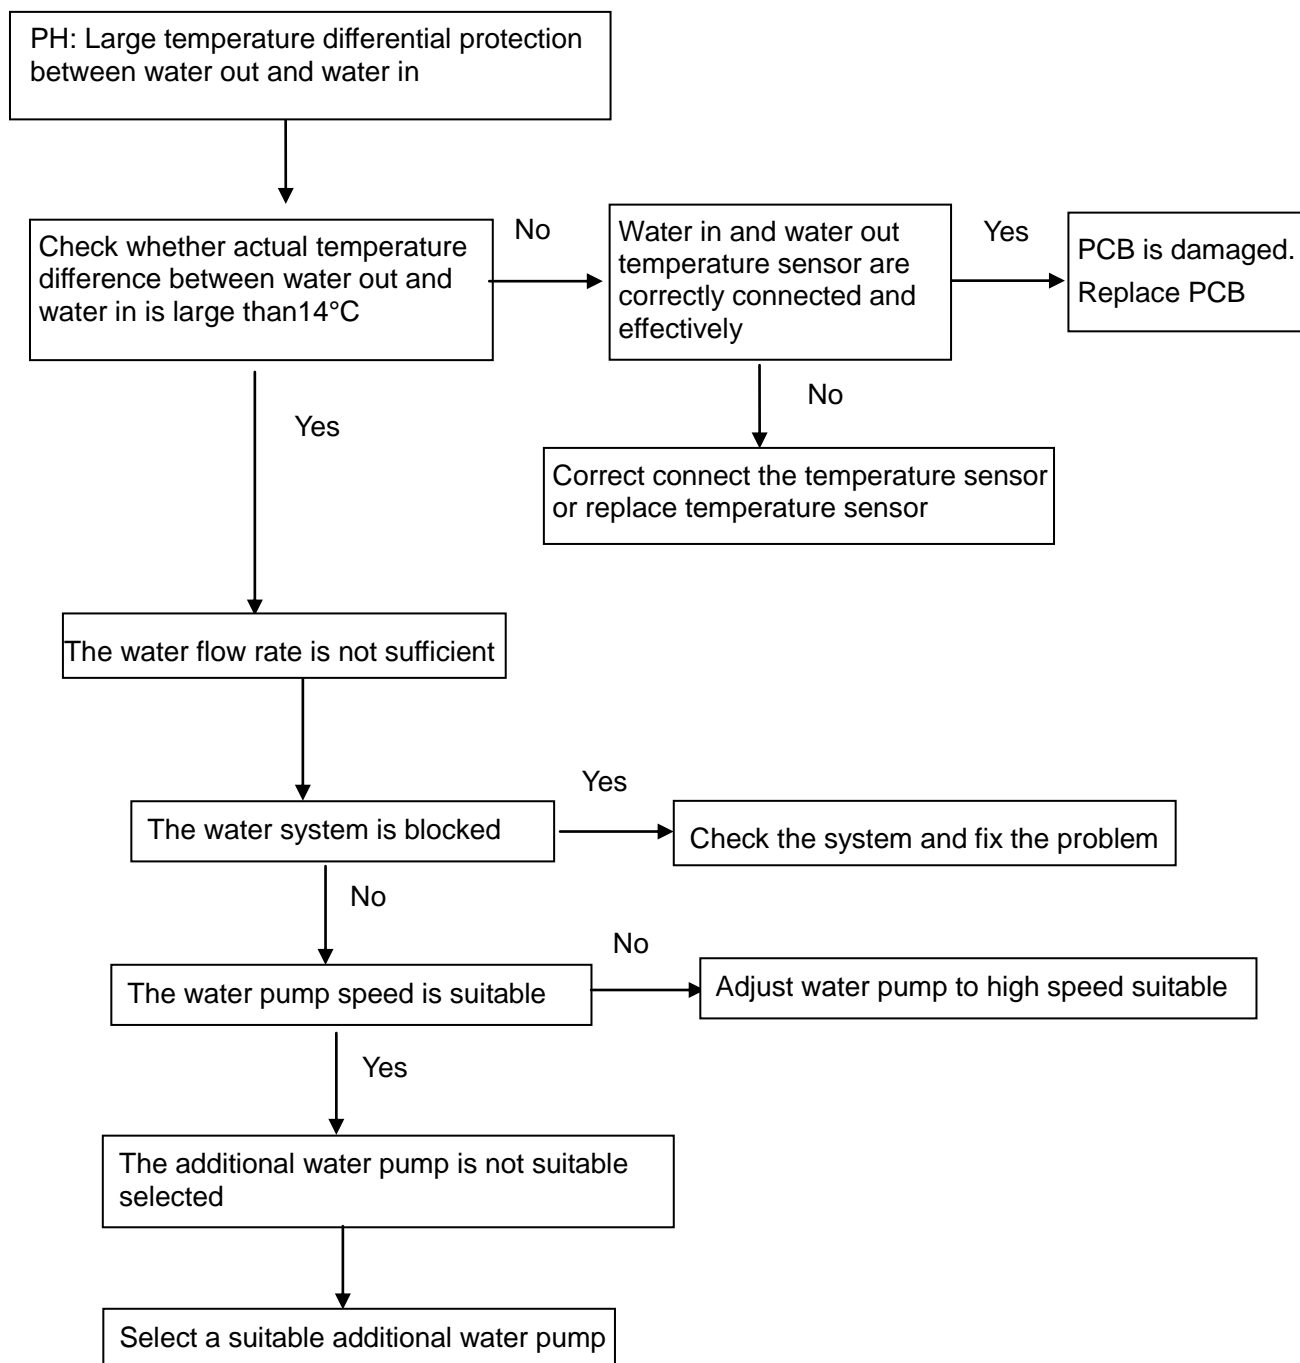 PH: Large temperature differential protection
between water out and water in
Check whether actual temperature
difference between water out and
water in is large than14°C
No
Water in and water out
temperature sensor are
correctly connected and
effectively
Yes
PCB is damaged.
Replace PCB
No
Yes
Correct connect the temperature sensor
or replace temperature sensor
The water flow rate is not sufficient
The water system is blocked
Yes
Check the system and fix the problem
No
The water pump speed is suitable
No
Adjust water pump to high speed suitable
Yes
The additional water pump is not suitable
selected
Select a suitable additional water pump